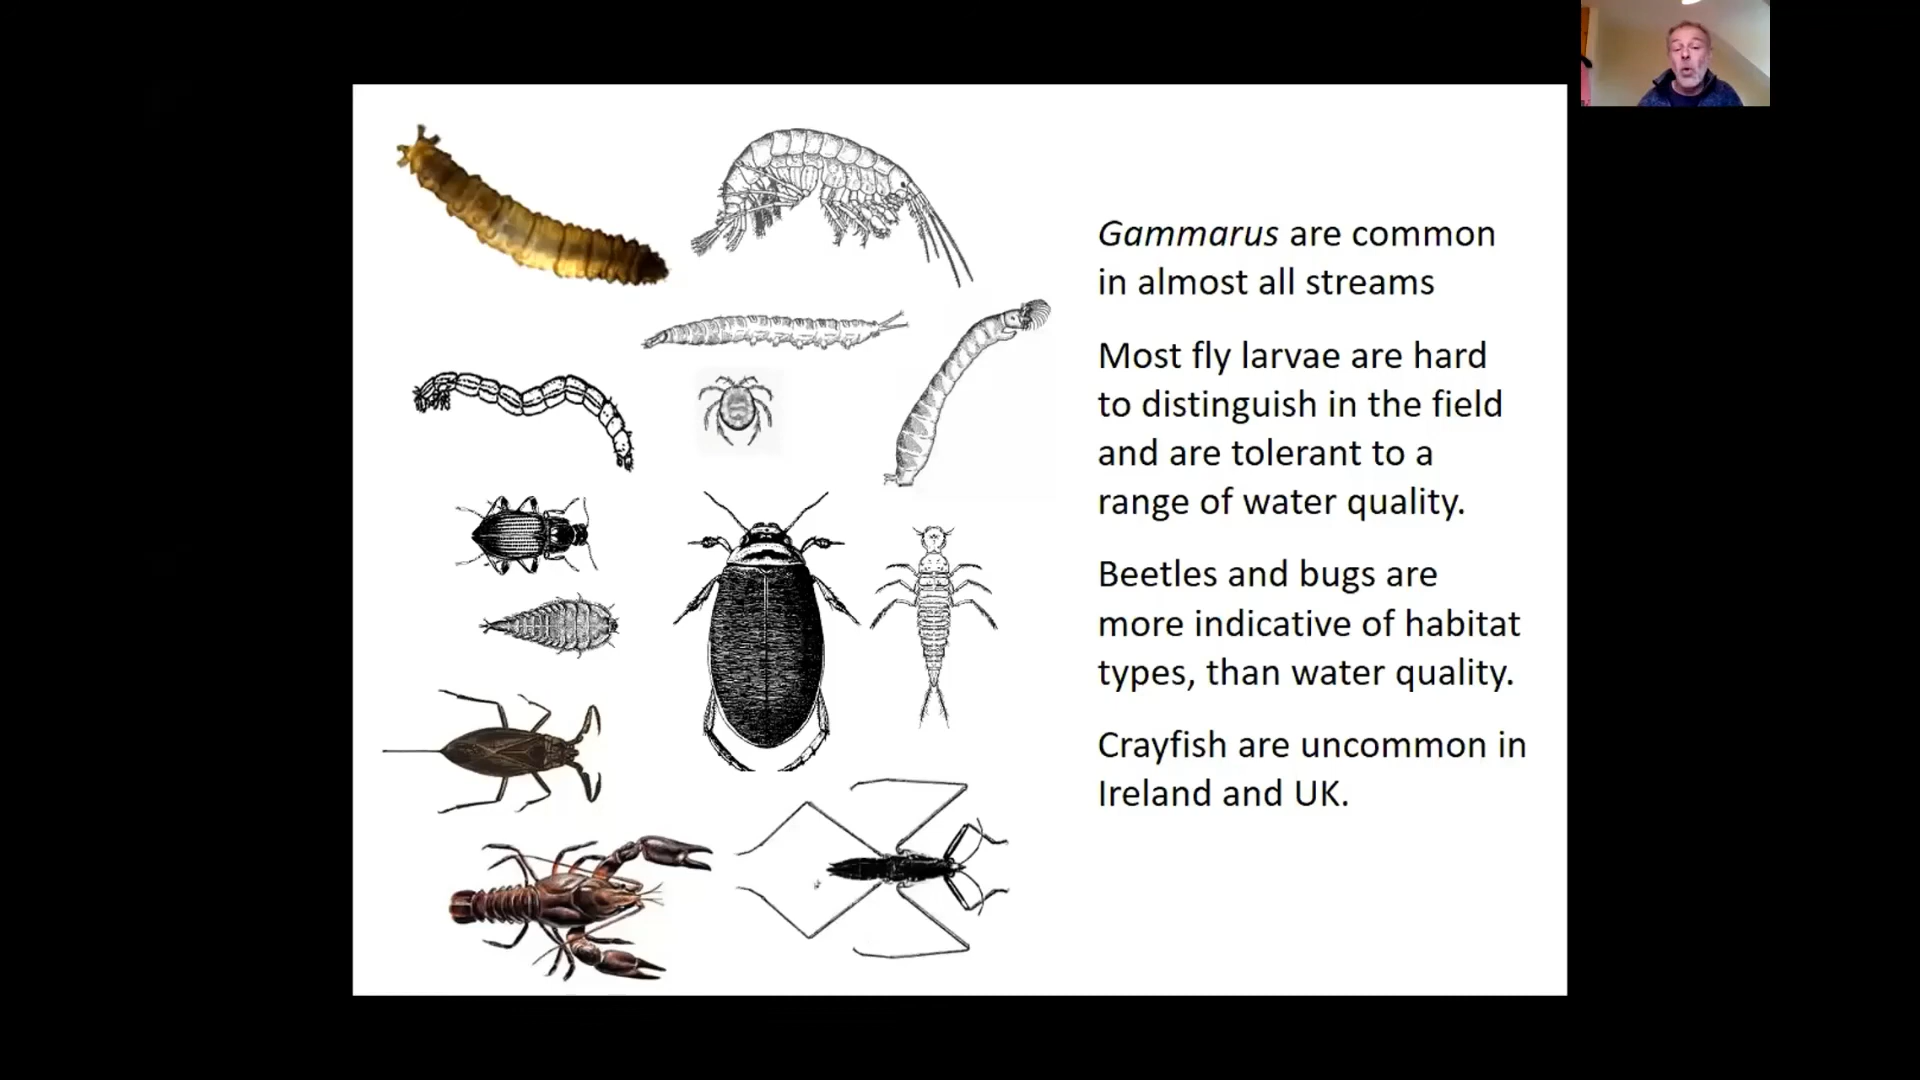 Gammarus are common
in almost all streams
Most fly larvae are hard
to distinguish in the field
and are tolerant to a
range of water quality.
Beetles and bugs are
more indicative of habitat
types, than water quality.
Crayfish are uncommon in
Ireland and UK.